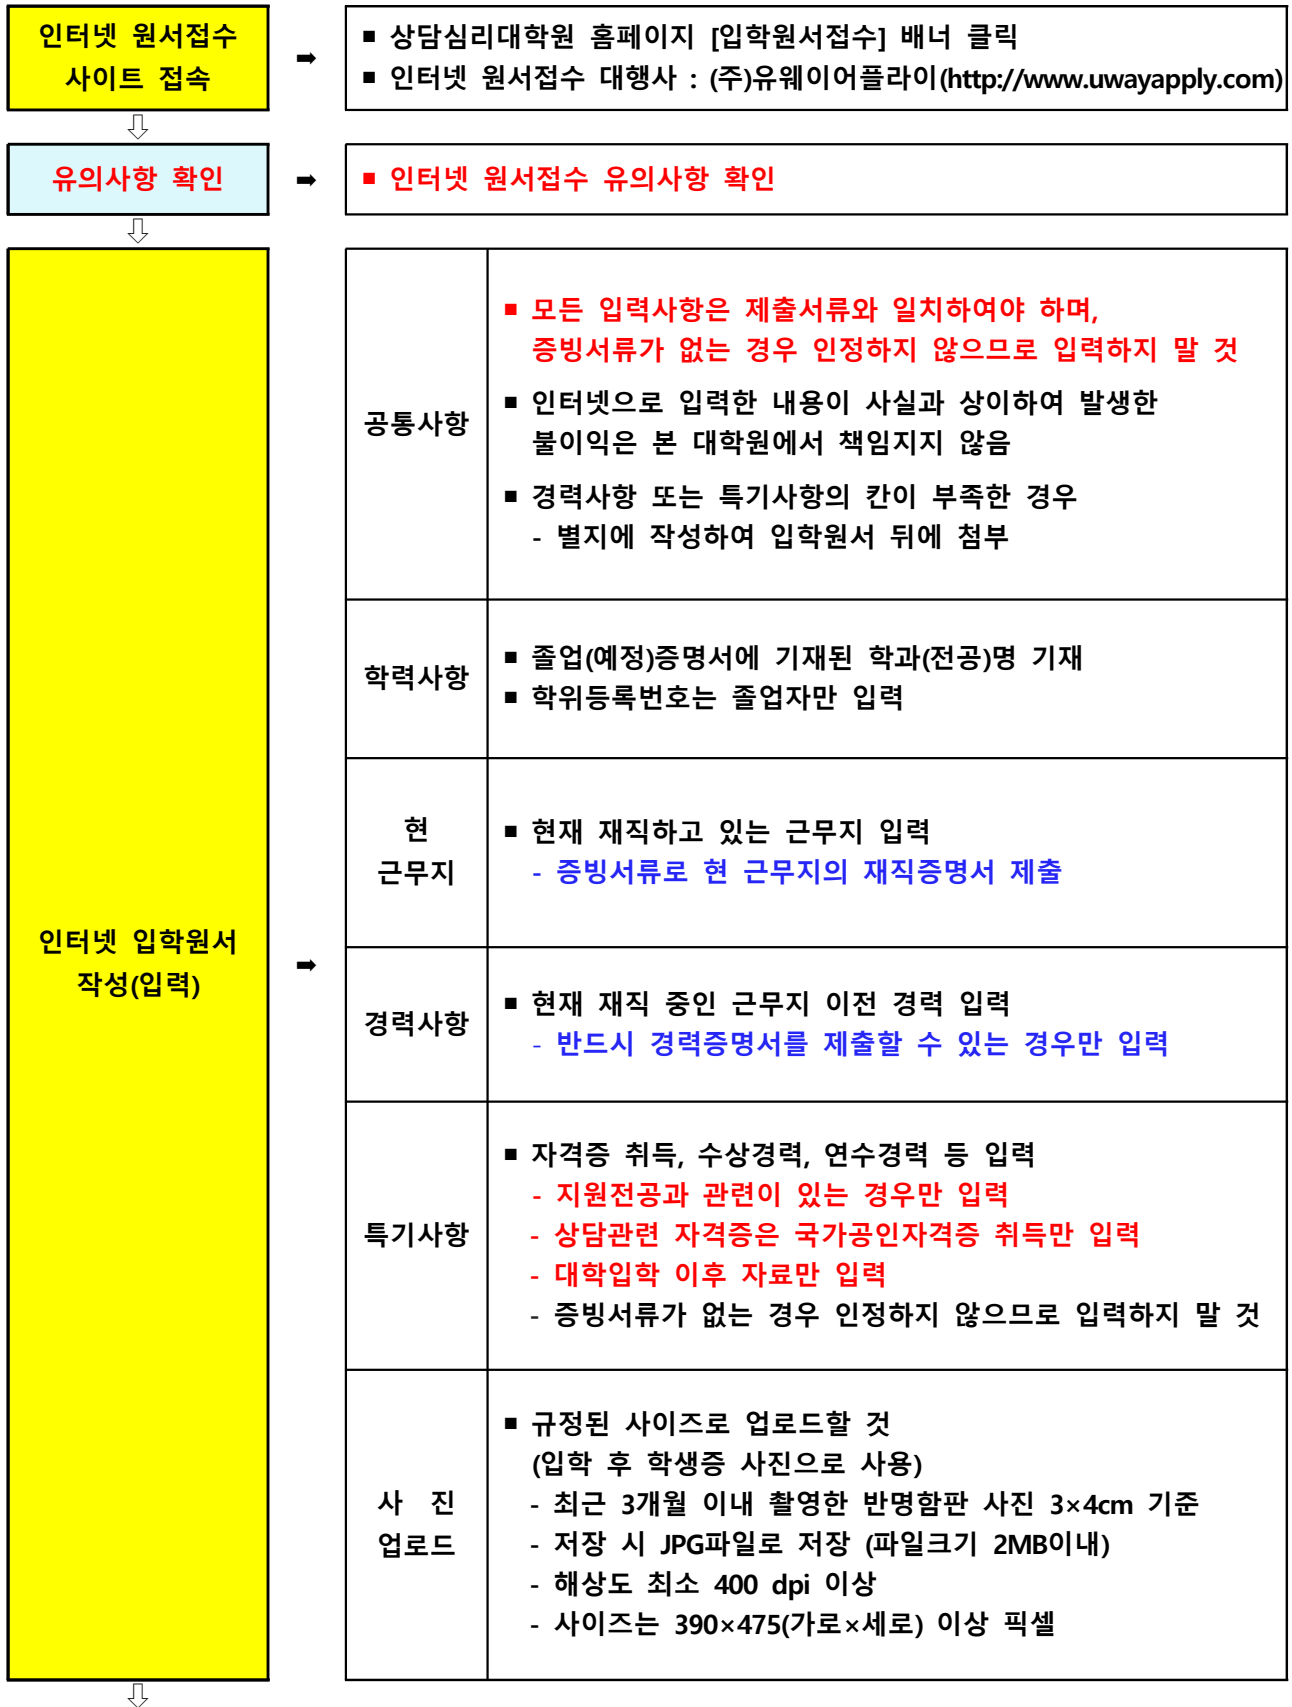 인터넷 원서접수
사이트 접속
➡
■ 상담심리대학원 홈페이지 [입학원서접수] 배너 클릭
■ 인터넷 원서접수 대행사 : (주)유웨이어플라이(http://www.uwayapply.com)
유의사항 확인
➡
■ 인터넷 원서접수 유의사항 확인
인터넷 입학원서
작성(입력)
➡
공통사항
■ 모든 입력사항은 제출서류와 일치하여야 하며,
증빙서류가 없는 경우 인정하지 않으므로 입력하지 말 것
■ 인터넷으로 입력한 내용이 사실과 상이하여 발생한
불이익은 본 대학원에서 책임지지 않음
■ 경력사항 또는 특기사항의 칸이 부족한 경우
- 별지에 작성하여 입학원서 뒤에 첨부
학력사항
■ 졸업(예정)증명서에 기재된 학과(전공)명 기재
■ 학위등록번호는 졸업자만 입력
현
근무지
■ 현재 재직하고 있는 근무지 입력
- 증빙서류로 현 근무지의 재직증명서 제출
경력사항
■ 현재 재직 중인 근무지 이전 경력 입력
- 반드시 경력증명서를 제출할 수 있는 경우만 입력
특기사항
■ 자격증 취득, 수상경력, 연수경력 등 입력
- 지원전공과 관련이 있는 경우만 입력
- 상담관련 자격증은 국가공인자격증 취득만 입력
- 대학입학 이후 자료만 입력
- 증빙서류가 없는 경우 인정하지 않으므로 입력하지 말 것
사 진
업로드
■ 규정된 사이즈로 업로드할 것
(입학 후 학생증 사진으로 사용)
- 최근 3개월 이내 촬영한 반명함판 사진 3×4cm 기준
- 저장 시 JPG파일로 저장 (파일크기 2MB이내)
- 해상도 최소 400 dpi 이상
- 사이즈는 390×475(가로×세로) 이상 픽셀